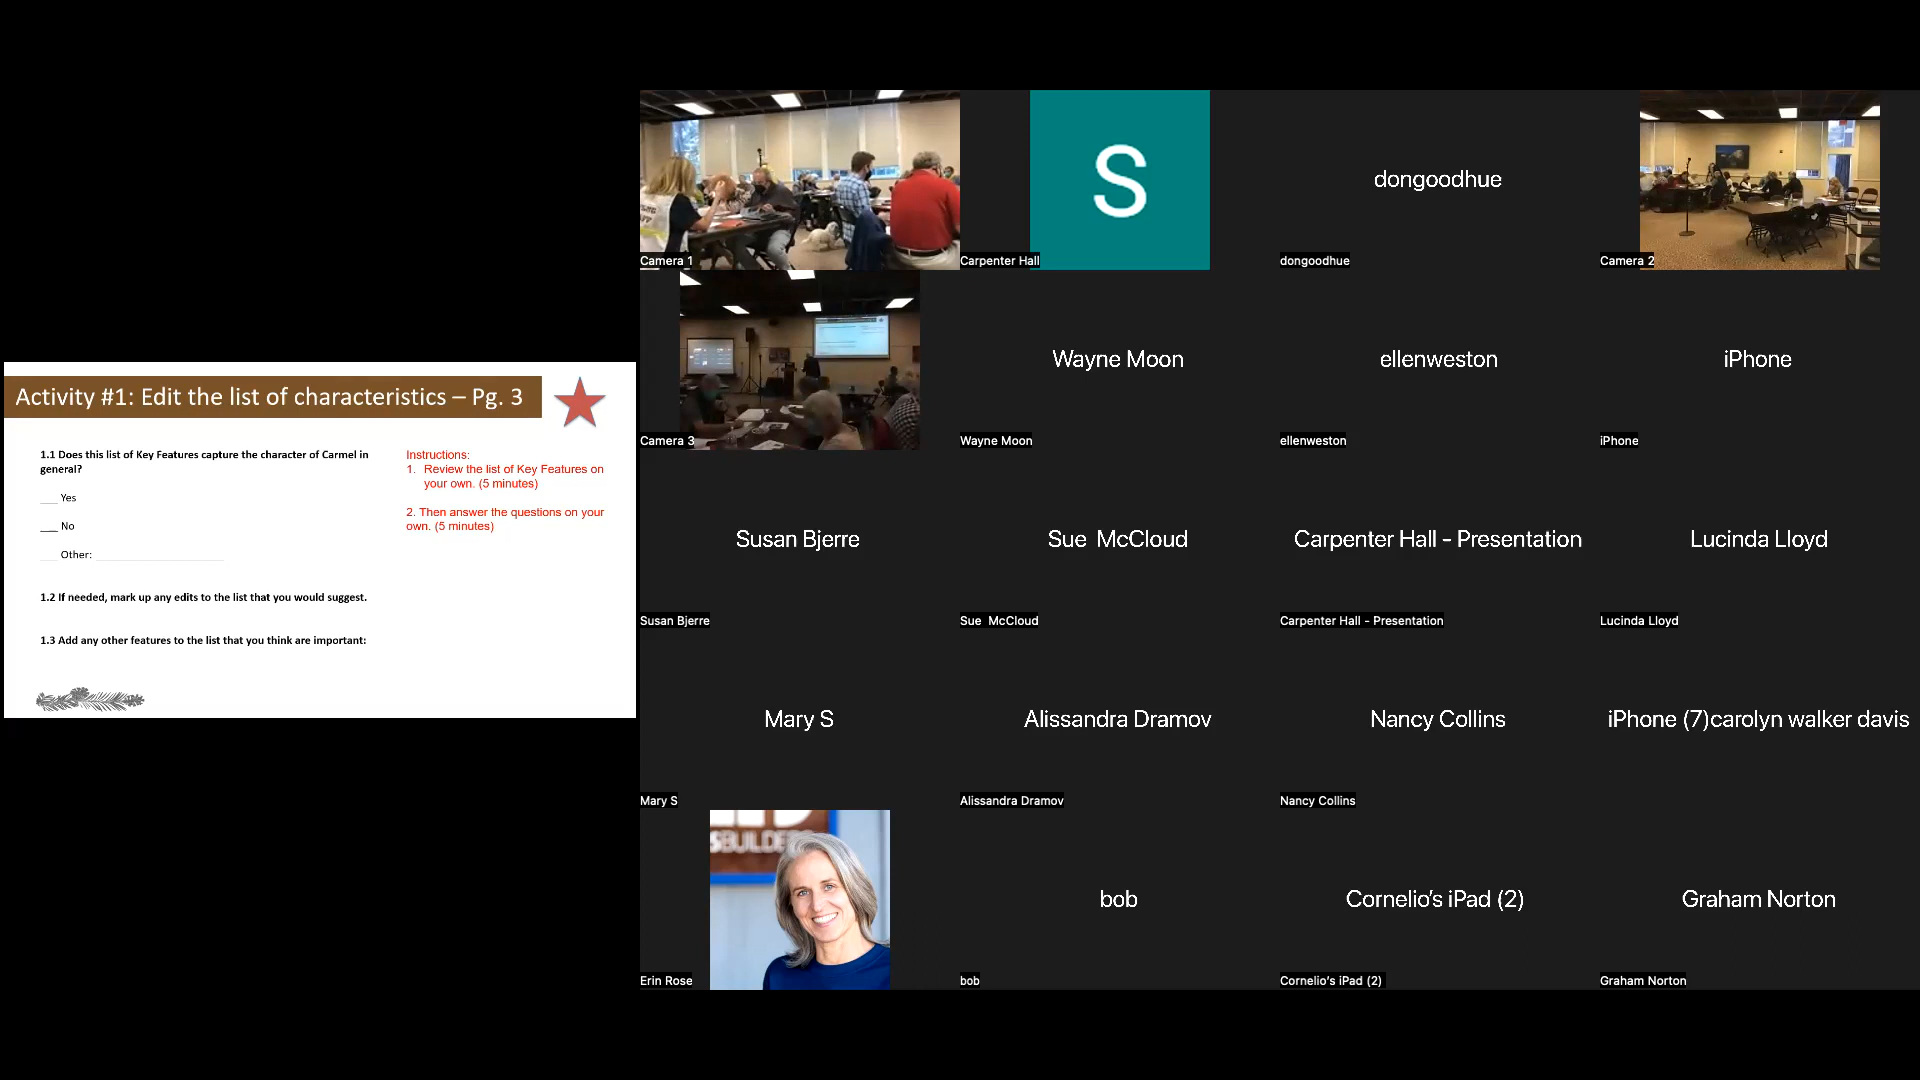 Activity #1: Edit the list of characteristics – Pg. 3
1.1 Does this list of Key Features capture the character of Carmel in
general?
___ Yes
___ No
___ Other: ______________________
1.2 If needed, mark up any edits to the list that you would suggest.
1.3 Add any other features to the list that you think are important:
Instructions:
1. Review the list of Key Features on
your own. (5 minutes)
2. Then answer the questions on your
own. (5 minutes)
Camera 1
S
Carpenter Hall
dongoodhue
dongoodhue
Camera 2
Camera 3
Wayne Moon
Wayne Moon
ellenweston
ellenweston
iPhone
iPhone
Susan Bjerre
Susan Bjerre
Sue McCloud
Sue McCloud
Carpenter Hall - Presentation
Carpenter Hall - Presentation
Lucinda Lloyd
Lucinda Lloyd
Mary S
Mary S
Alissandra Dramov
Alissandra Dramov
Nancy Collins
Nancy Collins
iPhone (7)carolyn walker davis
Erin Rose
bob
bob
Cornelio's iPad (2)
Cornelio's iPad (2)
Graham Norton
Graham Norton